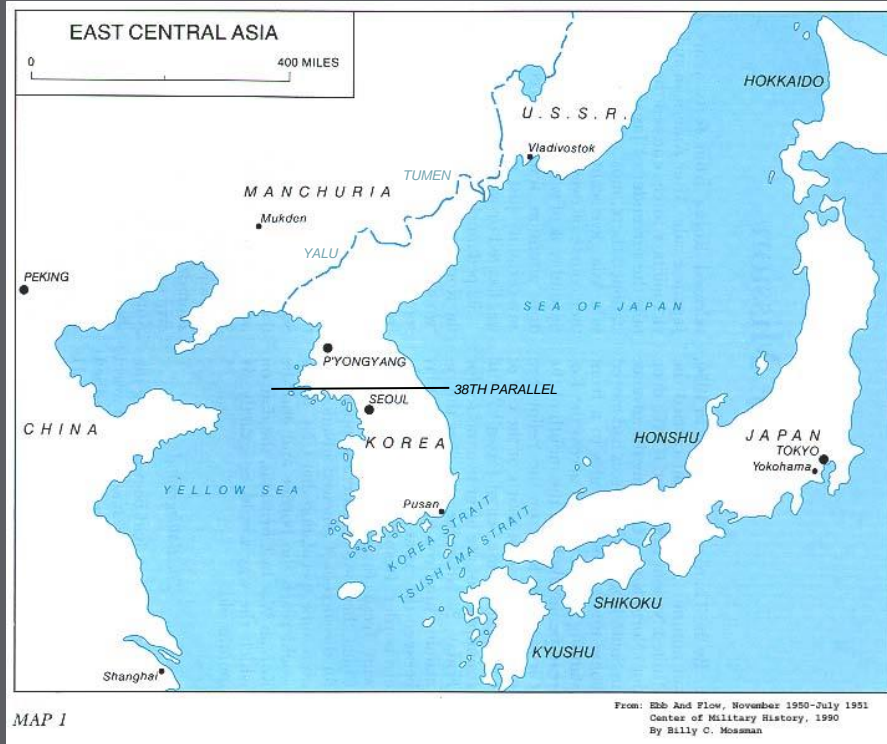 EAST CENTRAL ASIA
0 400 MILES
HOKKAIDO
U.S.S.R.
Vladivostok
TUMEN
MANCHURIA
Mukden
YALU
PEKING
SEA OF JAPAN
P'YONGYANG
38TH PARALLEL
SEOUL
CHINA
KOREA
HONSHU
JAPAN
TOKYO
Yokohama
YELLOW SEA
Pusan
KOREA STRAIT
TSUSHIMA STRAIT
SHIKOKU
KYUSHU
Shanghai
MAP 1
From: Ebb And Flow, November 1950-July 1951
Center of Military History, 1990
By Billy C. Mossman